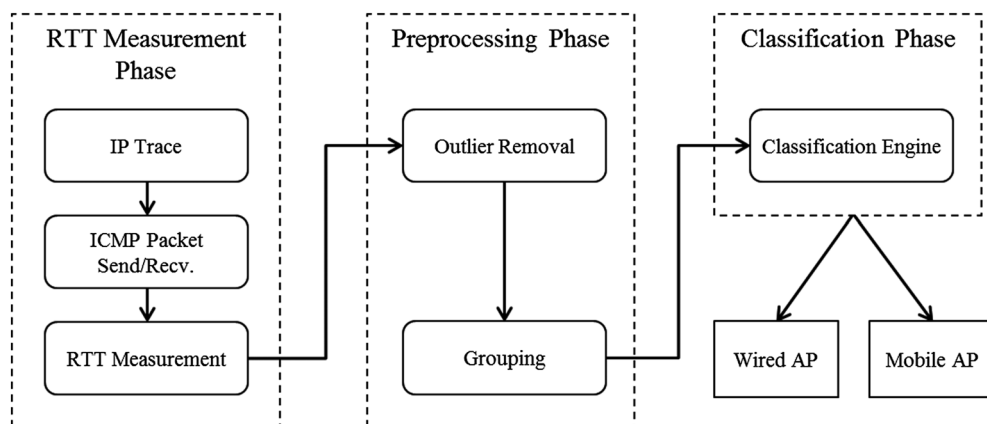 RTT Measurement
Phase
IP Trace
ICMP Packet
Send/Recv.
RTT Measurement
Preprocessing Phase
Outlier Removal
Grouping
Classification Phase
Classification Engine
Wired AP
Mobile AP